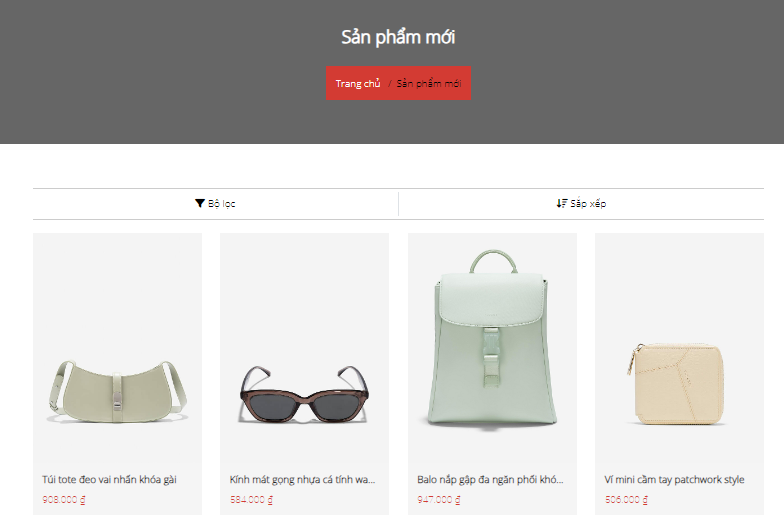 Sản phẩm mới
Trang chủ / Sản phẩm mới
Bộ lọc
Sắp xếp
Túi tote đeo vai nhấn khóa gài
Kính mát gọng nhựa cá tính wa...
Balo nắp gập đa ngăn phối khó...
Ví mini cầm tay patchwork style
908.000 ₫
584.000 ₫
947.000 ₫
506.000 ₫